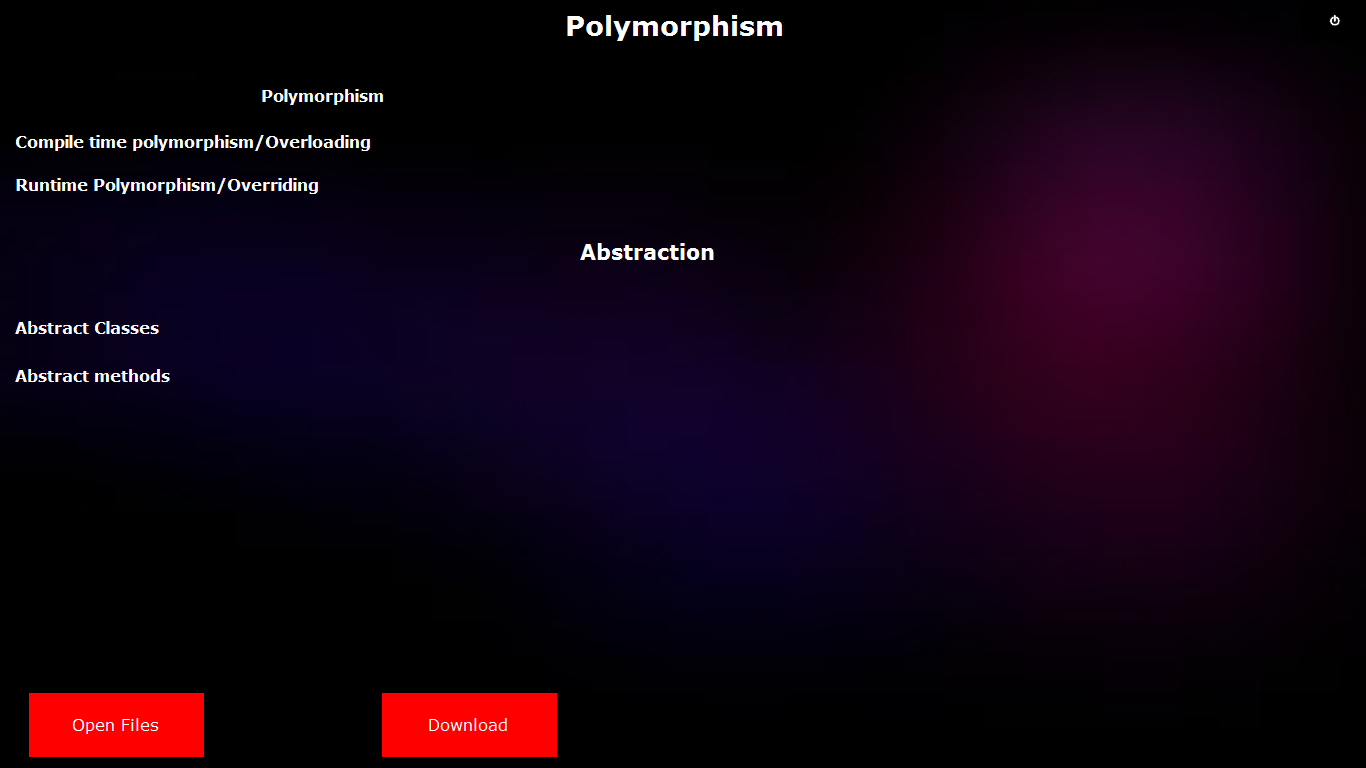 Polymorphism
Polymorphism
Compile time polymorphism/Overloading
Runtime Polymorphism/Overriding
Abstraction
Abstract Classes
Abstract methods
Open Files
Download